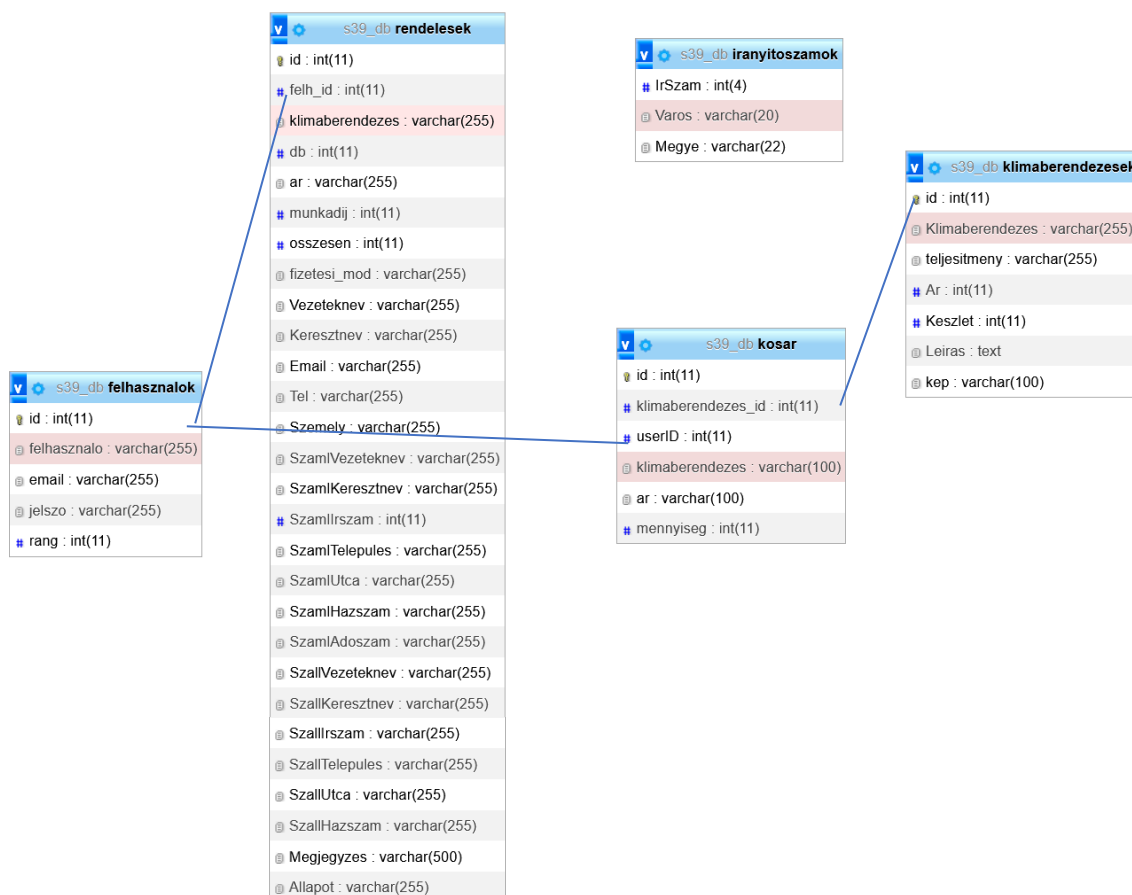 s39_db rendelesek
id : int(11)
felh_id : int(11)
klimaberendezes : varchar(255)
db : int(11)
ar : varchar(255)
munkadij : int(11)
osszesen : int(11)
fizetesi_mod : varchar(255)
Vezeteknev : varchar(255)
Keresztnev : varchar(255)
Email : varchar(255)
Tel : varchar(255)
Szemely : varchar(255)
SzamlVezeteknev : varchar(255)
SzamlKeresztnev : varchar(255)
SzamlIrszam : int(11)
SzamlTelepules : varchar(255)
SzamlUtca : varchar(255)
SzamlHazszam : varchar(255)
SzamlAdoszam : varchar(255)
SzallVezeteknev : varchar(255)
SzallKeresztnev : varchar(255)
SzallIrszam : varchar(255)
SzallTelepules : varchar(255)
SzallUtca : varchar(255)
SzallHazszam : varchar(255)
Megjegyzes : varchar(500)
Allapot : varchar(255)
s39_db iranyitoszamok
IrSzam : int(4)
Varos : varchar(20)
Megye : varchar(22)
s39_db klimaberendezesek
id : int(11)
Klimaberendezes : varchar(255)
teljesitmeny : varchar(255)
Ar : int(11)
Keszlet : int(11)
Leiras : text
kep : varchar(100)
s39_db kosar
id : int(11)
klimaberendezes_id : int(11)
userID : int(11)
klimaberendezes : varchar(100)
ar : varchar(100)
mennyiseg : int(11)
s39_db felhasznalok
id : int(11)
felhasznalo : varchar(255)
email : varchar(255)
jelszo : varchar(255)
rang : int(11)